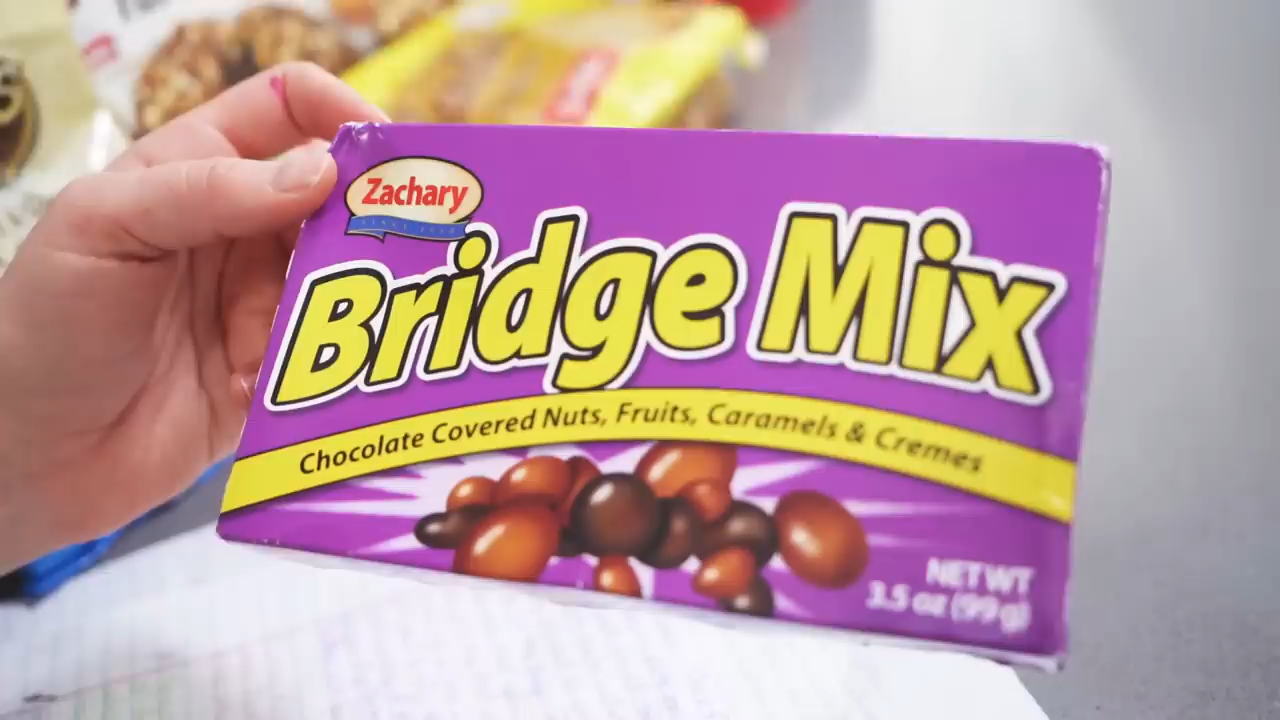 Zachary
Bridge Mix
Chocolate Covered Nuts, Fruits, Caramels & Cremes
NET WT
3.5 oz (99 g)